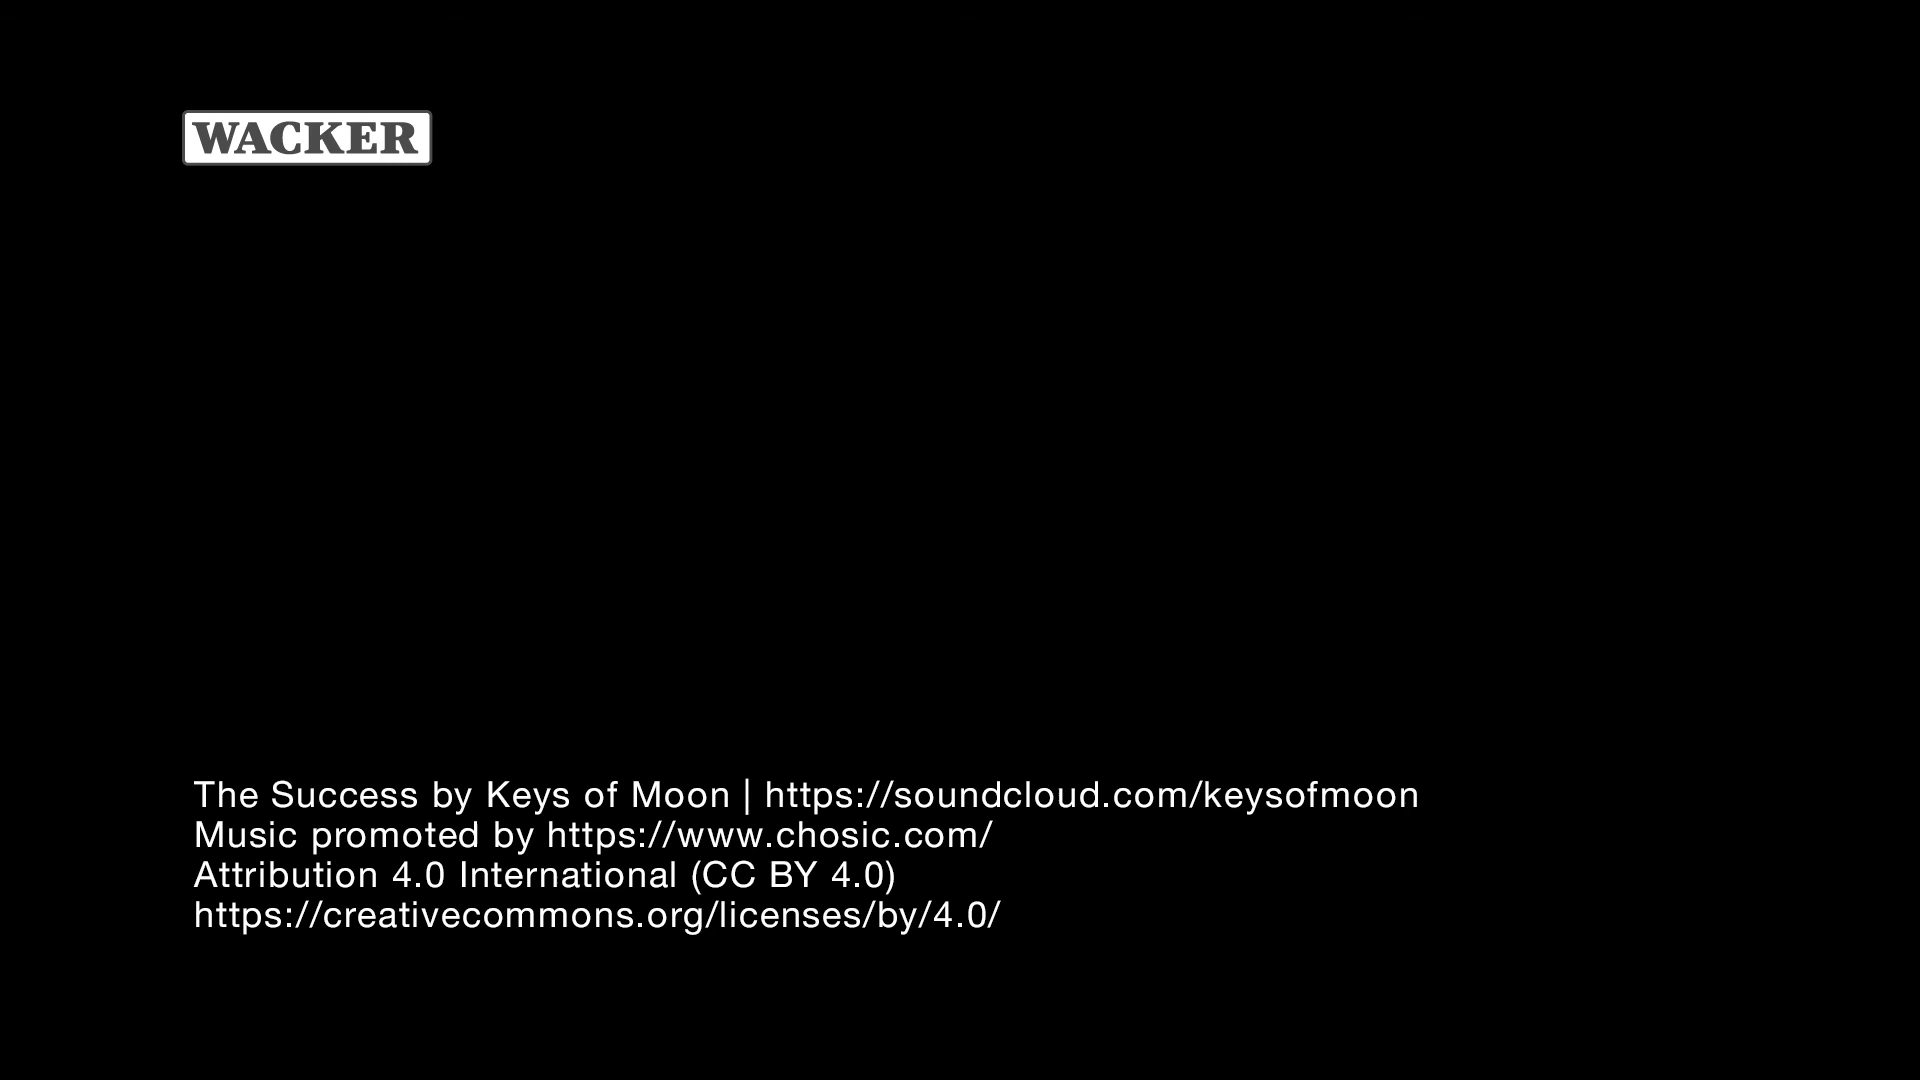 WACKER
The Success by Keys of Moon | https://soundcloud.com/keysofmoon
Music promoted by https://www.chosic.com/
Attribution 4.0 International (CC BY 4.0)
https://creativecommons.org/licenses/by/4.0/